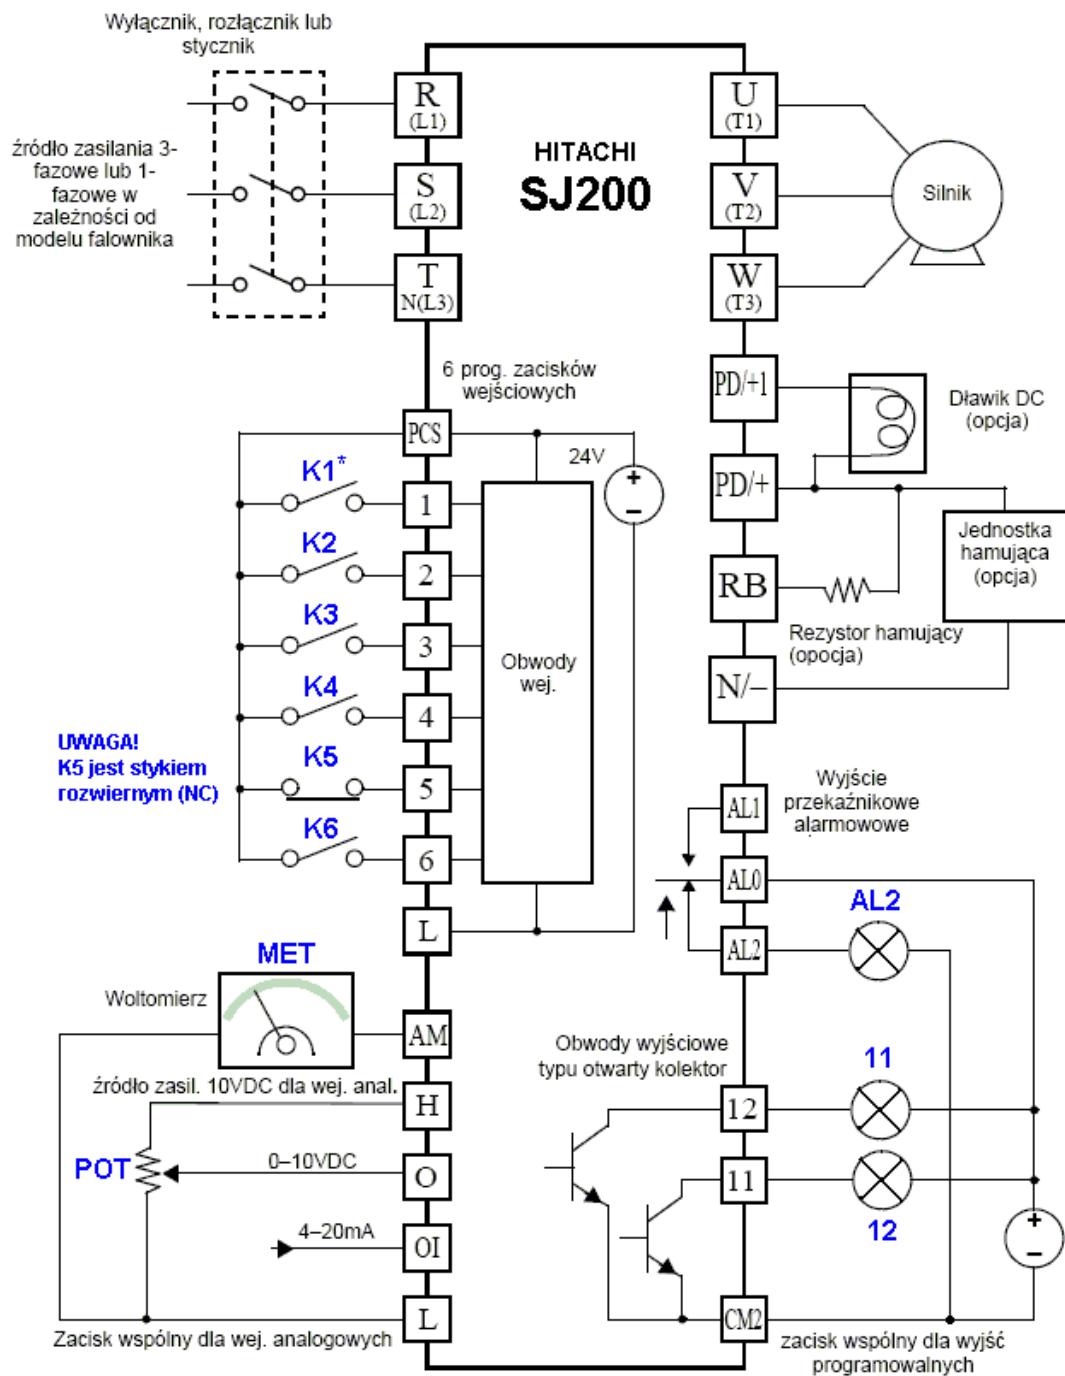 Wyłącznik, rozłącznik lub
stycznik
R
(L1)
S
(L2)
T
N(L3)
źródło zasilania 3-
fazowe lub 1-
fazowe w
zależności od
modelu falownika
HITACHI
SJ200
U
(T1)
V
(T2)
W
(T3)
Silnik
6 prog. zacisków
wejściowych
PD/+1
Dławik DC
(opcja)
PD/+
RB
Jednostka
hamująca
(opcja)
Rezystor hamujący
(opocja)
N/–
PCS
24V
+
–
K1*
1
K2
2
K3
3
K4
4
K5
5
K6
6
L
Obwody
wej.
UWAGA!
K5 jest stykiem
rozwiernym (NC)
Wyjście
przekaźnikowe
alarmowowe
AL1
AL0
AL2
AL2
MET
Woltomierz
AM
źródło zasil. 10VDC dla wej. anal.
H
POT
0–10VDC
O
4–20mA
OI
L
Zacisk wspólny dla wej. analogowych
Obwody wyjściowe
typu otwarty kolektor
12
11
11
12
+
–
CM2
zacisk wspólny dla wyjść
programowalnych